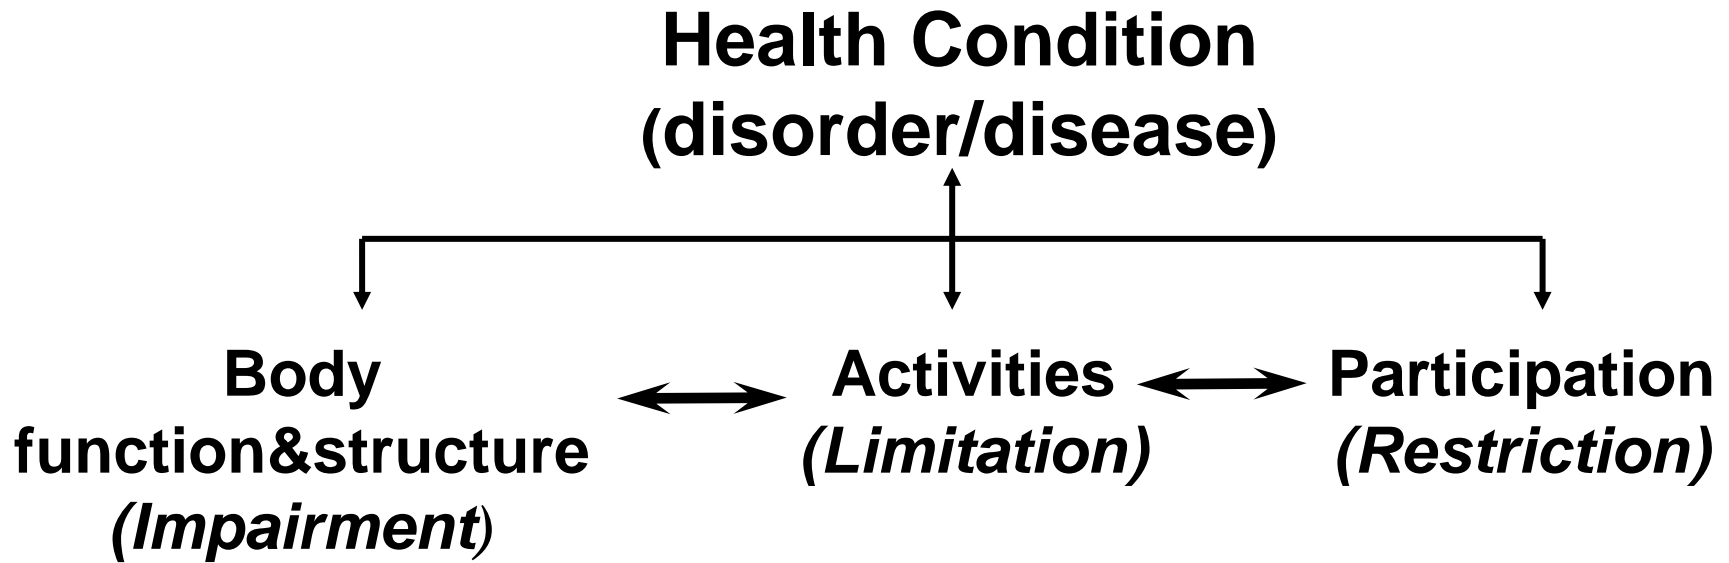 Health Condition
(disorder/disease)
Body
function&structure
(Impairment)
Activities
(Limitation)
Participation
(Restriction)